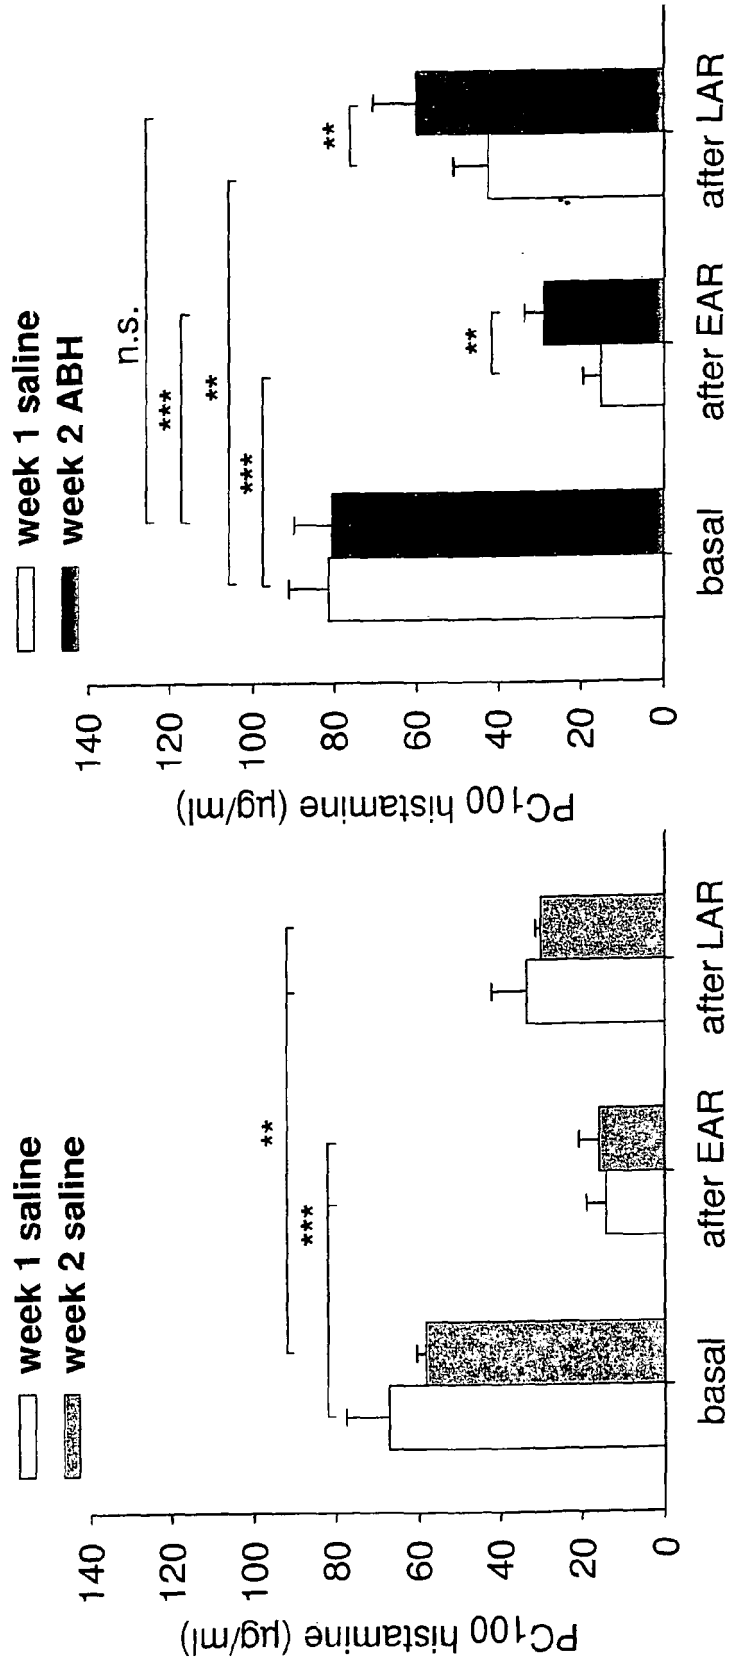 week 1 saline
week 2 saline
PC100 histamine (µg/ml)
140
120
100
80
60
40
20
0
**
***
basal
after EAR
after LAR
week 1 saline
week 2 ABH
PC100 histamine (µg/ml)
140
120
100
80
60
40
20
0
n.s.
***
**
***
**
**
basal
after EAR
after LAR